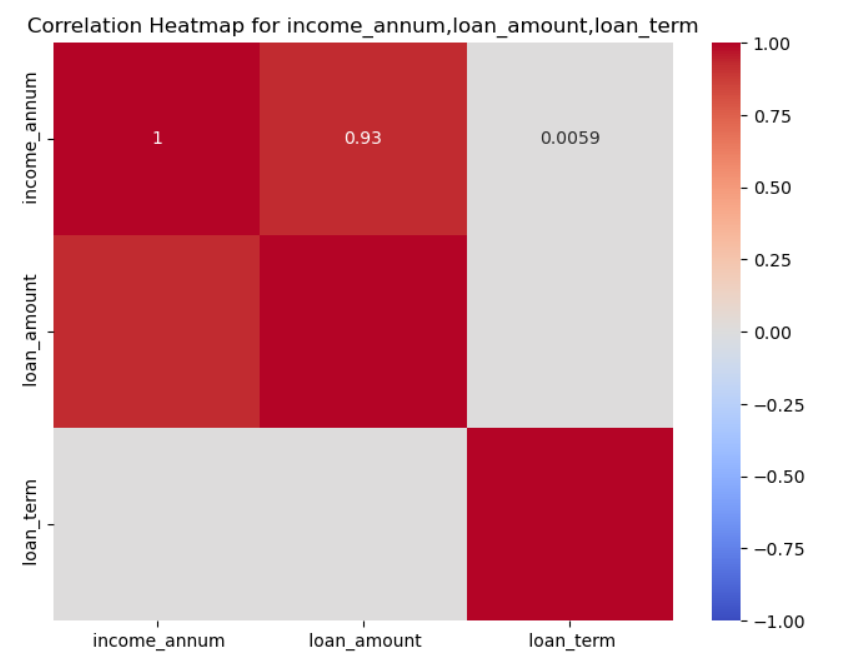 Correlation Heatmap for income_annum,loan_amount,loan_term
income_annum
1
0.93
0.0059
loan_amount
loan_term
income_annum
loan_amount
loan_term
1.00
0.75
0.50
0.25
0.00
−0.25
−0.50
−0.75
−1.00